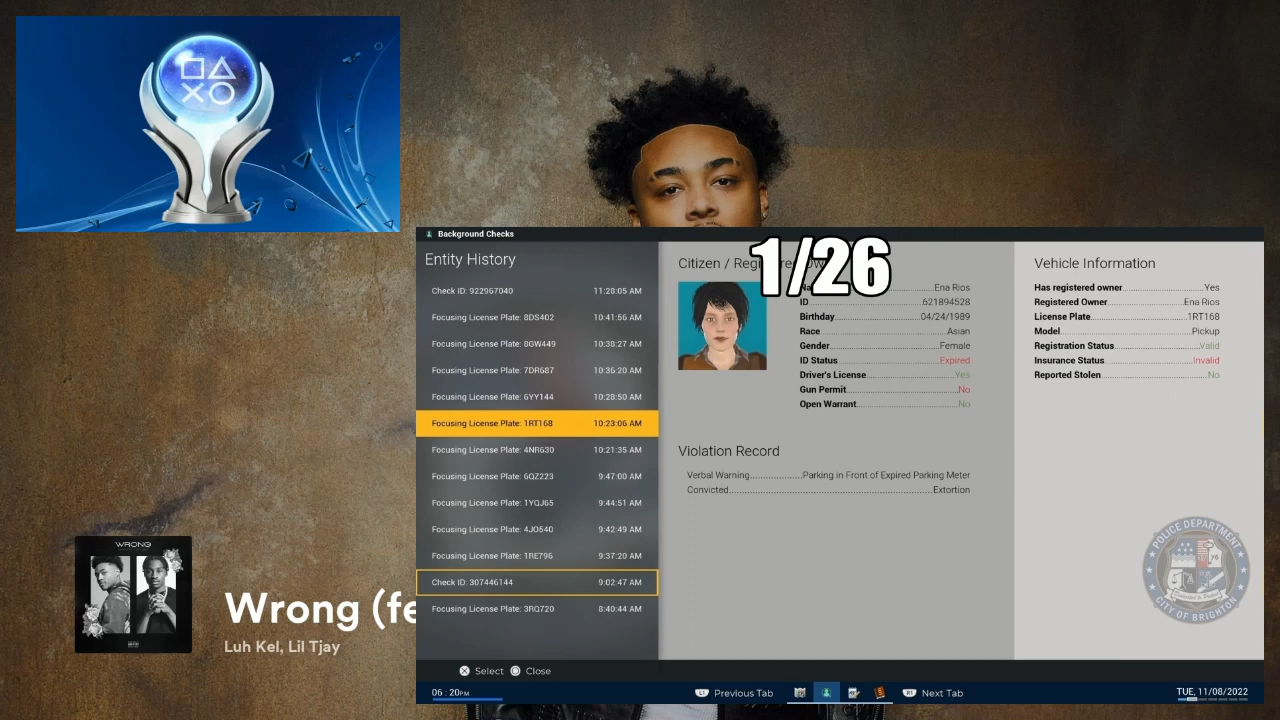 Background Checks
1/26
Entity History
Check ID: 922967040 11:28:05 AM
Focusing License Plate: 8DS402 10:41:56 AM
Focusing License Plate: 8GW449 10:38:27 AM
Focusing License Plate: 7DR687 10:36:20 AM
Focusing License Plate: 6YY144 10:28:50 AM
Focusing License Plate: 1RT168 10:23:06 AM
Focusing License Plate: 4NR630 10:21:35 AM
Focusing License Plate: 6QZ223 9:47:00 AM
Focusing License Plate: 1YQJ65 9:44:51 AM
Focusing License Plate: 4JO540 9:42:49 AM
Focusing License Plate: 1RE796 9:37:20 AM
Check ID: 307446144 9:02:47 AM
Focusing License Plate: 3RQ720 8:40:44 AM
Citizen /
Ena Rios
ID 621894528
Birthday 04/24/1989
Race Asian
Gender Female
ID Status Expired
Driver's License Yes
Gun Permit No
Open Warrant No
Violation Record
Verbal Warning Parking in Front of Expired Parking Meter
Convicted Extortion
Vehicle Information
Has registered owner Yes
Registered Owner Ena Rios
License Plate 1RT168
Model Pickup
Registration Status Valid
Insurance Status Invalid
Reported Stolen No
POLICE DEPARTMENT
CITY OF BRIGHTON
WRONG
Wrong (fe
Luh Kel, Lil Tjay
Select Close
06 : 20PM
L1 Previous Tab
R1 Next Tab
TUE, 11/08/2022